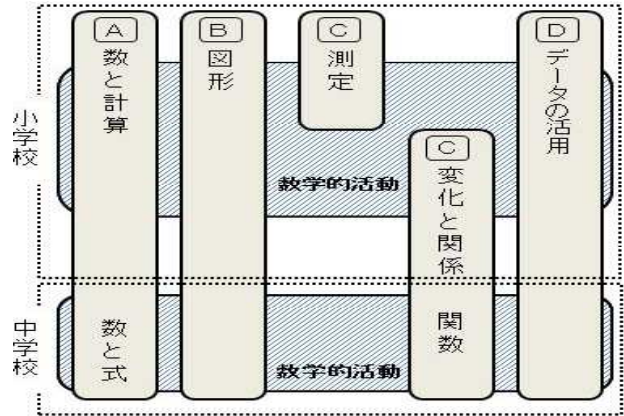 小学校
A 数と計算
B 図形
C 測定
C 変化と関係
D データの活用
数学的活動
中学校
数と式
関数
数学的活動